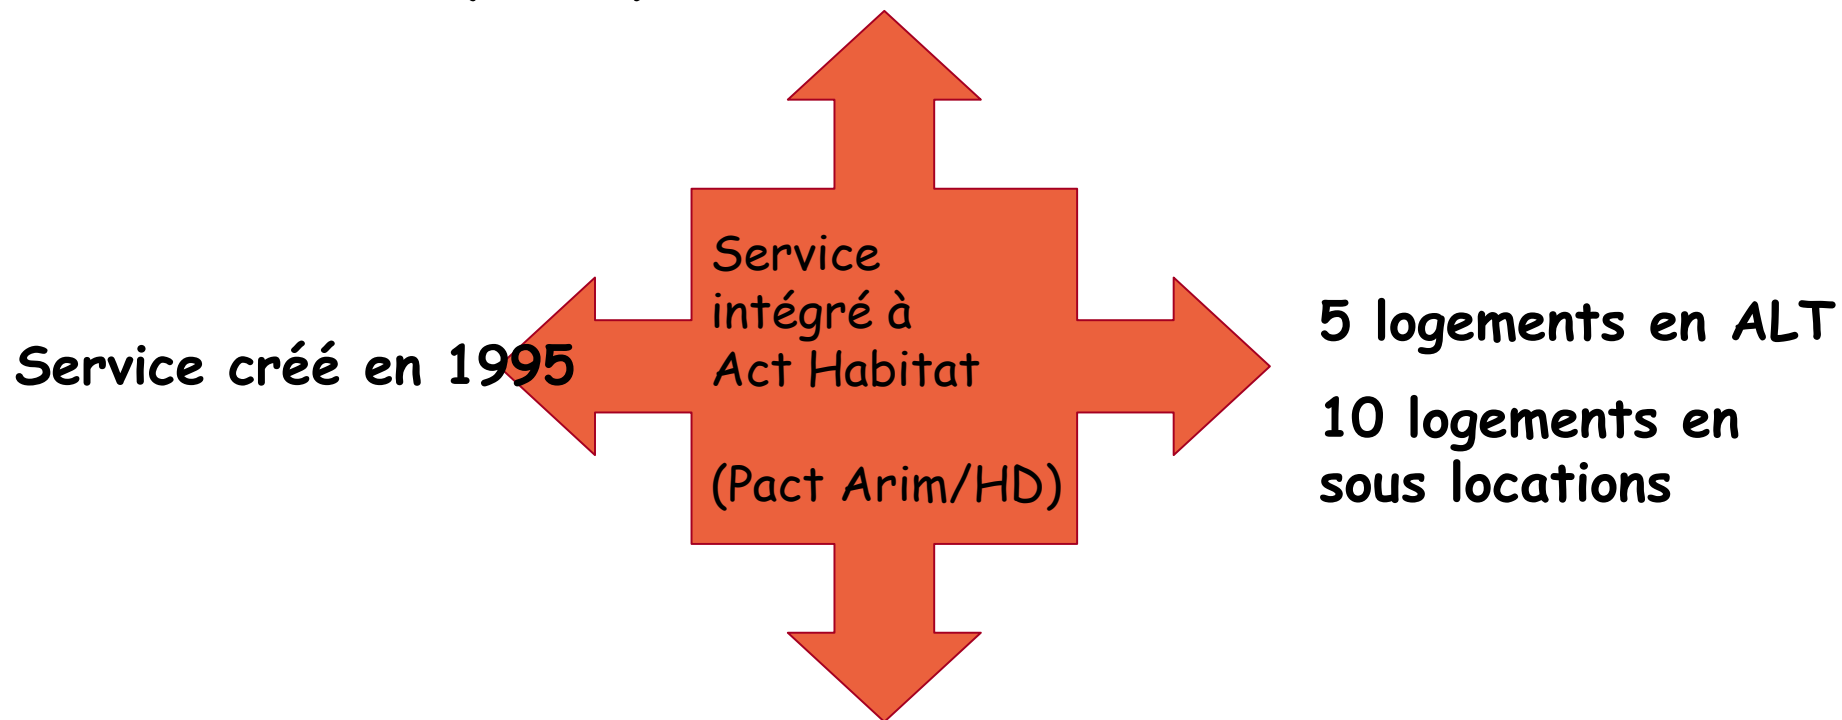 Service créé en 1995
Service
intégré à
Act Habitat
(Pact Arim/HD)
5 logements en ALT
10 logements en
sous locations